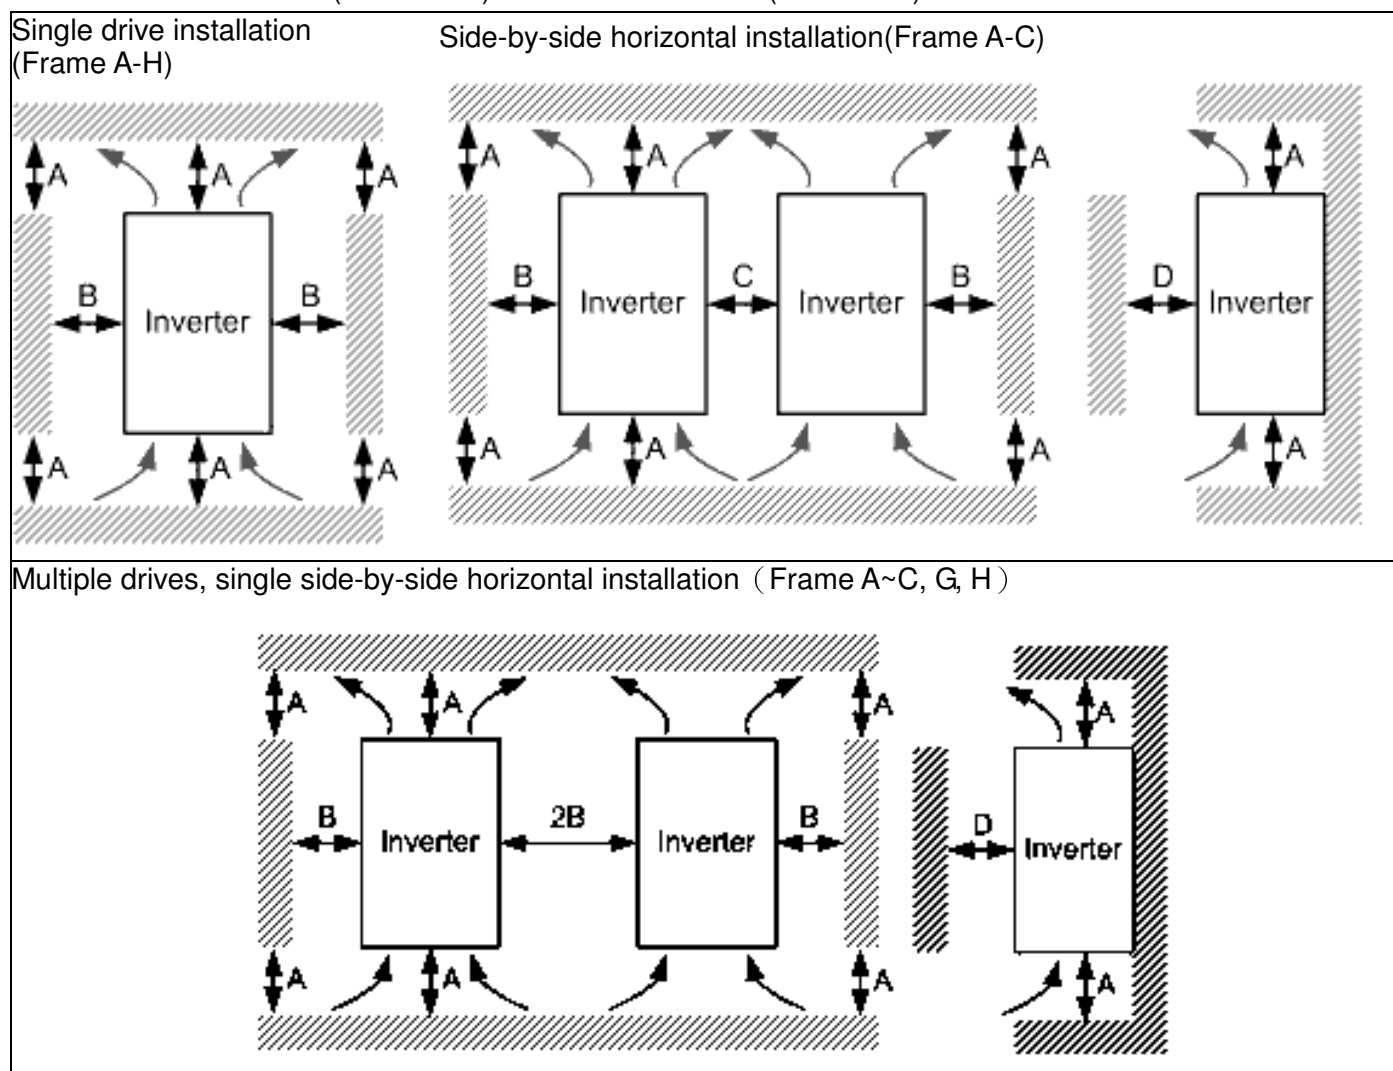 Single drive installation
(Frame A-H)
Side-by-side horizontal installation(Frame A-C)
A A A
B Inverter B
A A A
A A A
B Inverter C Inverter B
A A A
A
D Inverter
A
Multiple drives, single side-by-side horizontal installation（Frame A~C, G, H）
A A A
B Inverter 2B Inverter B
A A A
A
D Inverter
A